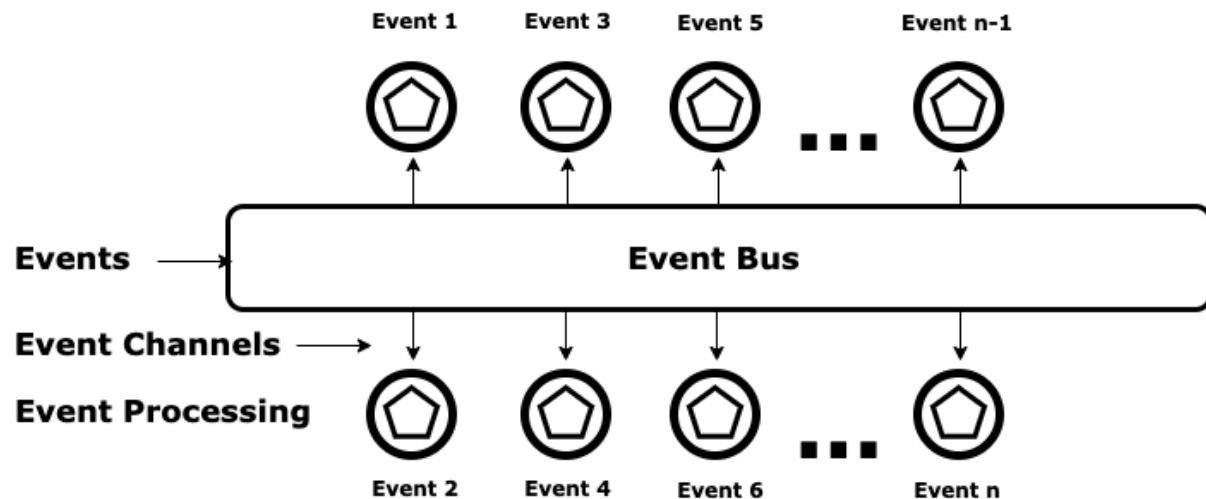 Event 1
Event 3
Event 5
Event n-1
Events
Event Bus
Event Channels
Event Processing
Event 2
Event 4
Event 6
Event n